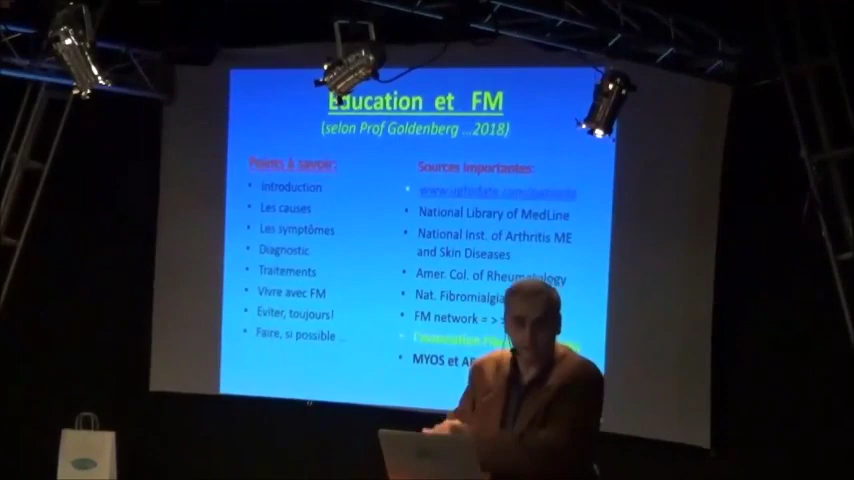 Education et FM
(selon Prof Goldenberg ...2018)
Points à savoir:
• Introduction
• Les causes
• Les symptômes
• Diagnostic
• Traitements
• Vivre avec FM
• Eviter, toujours!
• Faire, si possible ...
Sources importantes:
• National Library of MedLine
• National Inst. of Arthritis ME
and Skin Diseases
• Amer. Col. of Rheumatology
• Nat. Fibromialgia
• FM network = >
• MYOS et